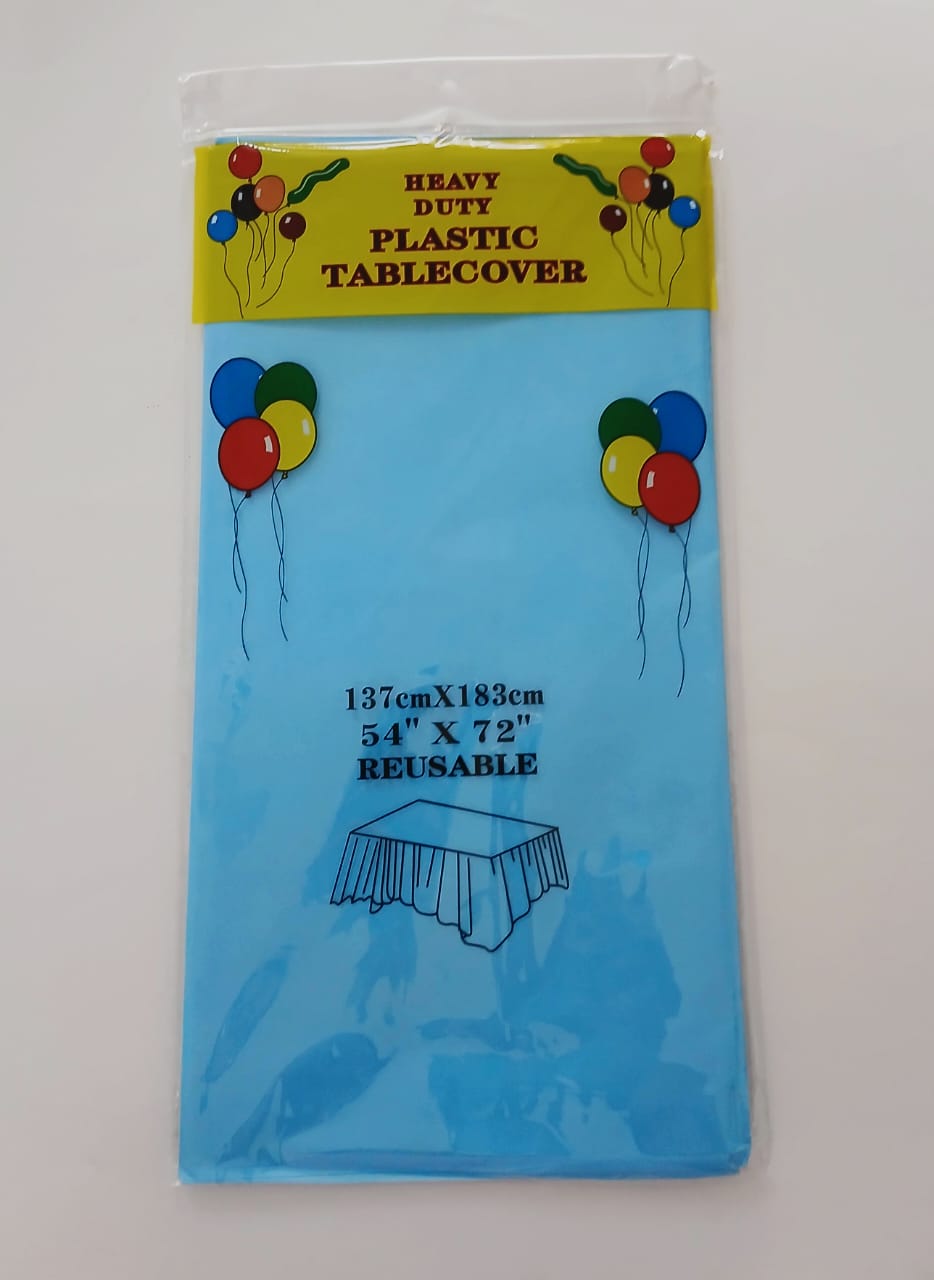 HEAVY
DUTY
PLASTIC
TABLECOVER
137cmX183cm
54" X 72"
REUSABLE